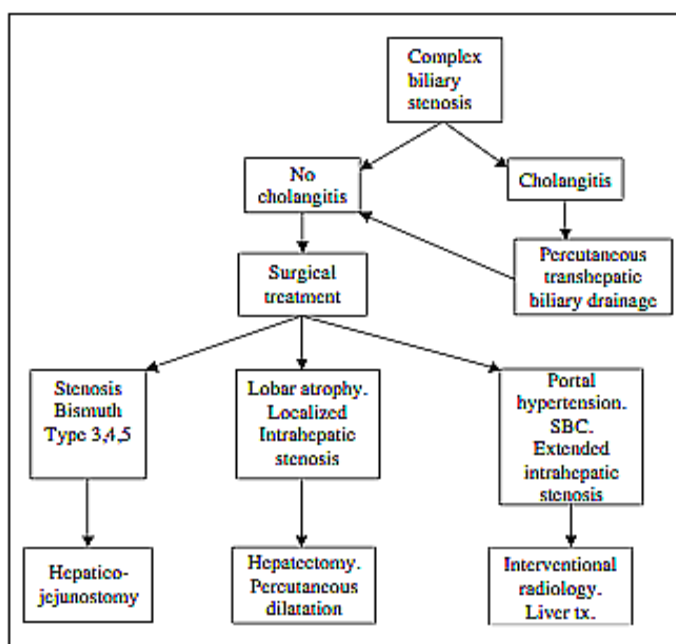 Complex
biliary
stenosis
No
cholangitis
Cholangitis
Surgical
treatment
Percutaneous
transhepatic
biliary drainage
Stenosis
Bismuth
Type 3,4,5
Lobar atrophy.
Localized
Intrahepatic
stenosis
Portal
hypertension.
SBC.
Extended
intrahepatic
stenosis
Hepatico-
jejunostomy
Hepatectomy.
Percutaneous
dilatation
Interventional
radiology.
Liver tx.